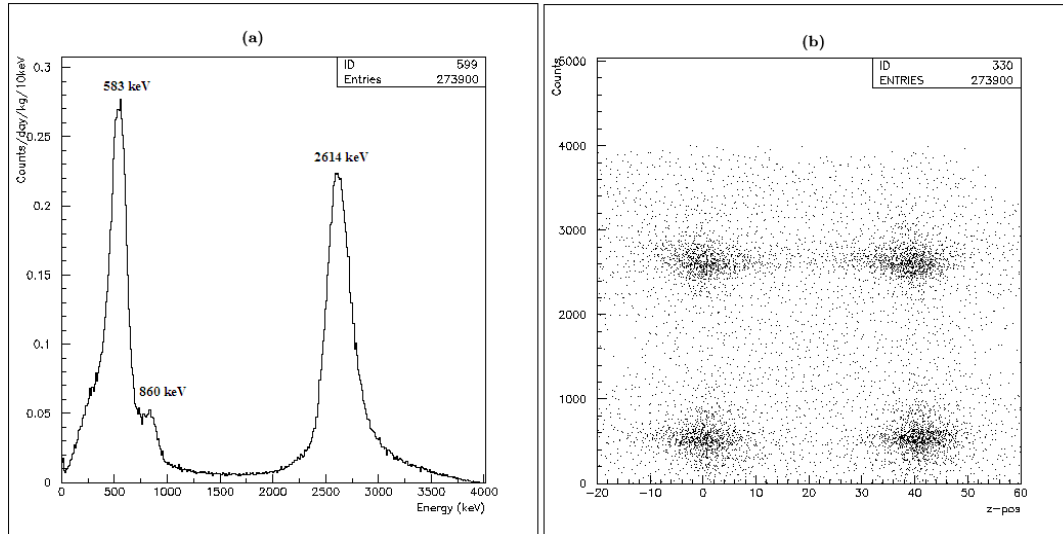 (a)
ID 599
Entries 273900
583 keV
860 keV
2614 keV
Counts/day/kg/10keV
0.3
0.25
0.2
0.15
0.1
0.05
0
0 500 1000 1500 2000 2500 3000 3500 4000
Energy (keV)
(b)
ID 330
ENTRIES 273900
Counts
5000
4000
3000
2000
1000
0
-20 -10 0 10 20 30 40 50 60
z-pos